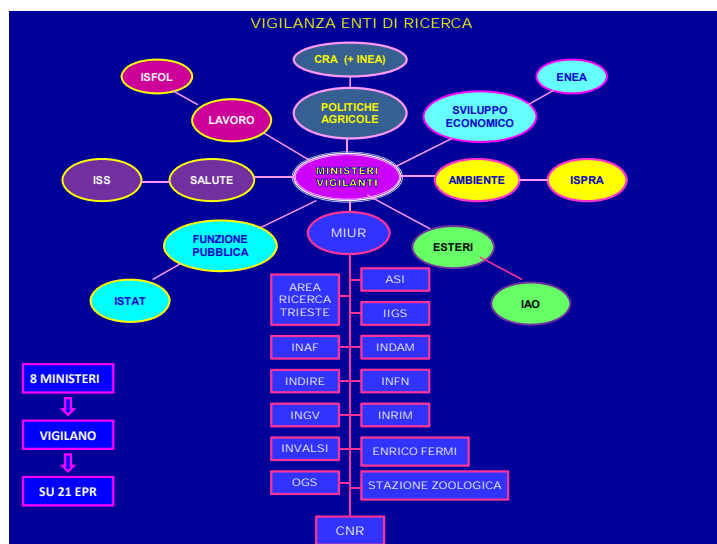 VIGILANZA ENTI DI RICERCA
CRA (+ INEA)
ISFOL
ENEA
POLITICHE
AGRICOLE
LAVORO
SVILUPPO
ECONOMICO
MINISTERI
VIGILANTI
ISS
SALUTE
AMBIENTE
ISPRA
MIUR
FUNZIONE
PUBBLICA
ESTERI
ISTAT
IAO
AREA
RICERCA
TRIESTE
ASI
IIGS
INAF
INDAM
INDIRE
INFN
INGV
INRIM
INVALSI
ENRICO FERMI
OGS
STAZIONE ZOOLOGICA
CNR
8 MINISTERI
VIGILANO
SU 21 EPR